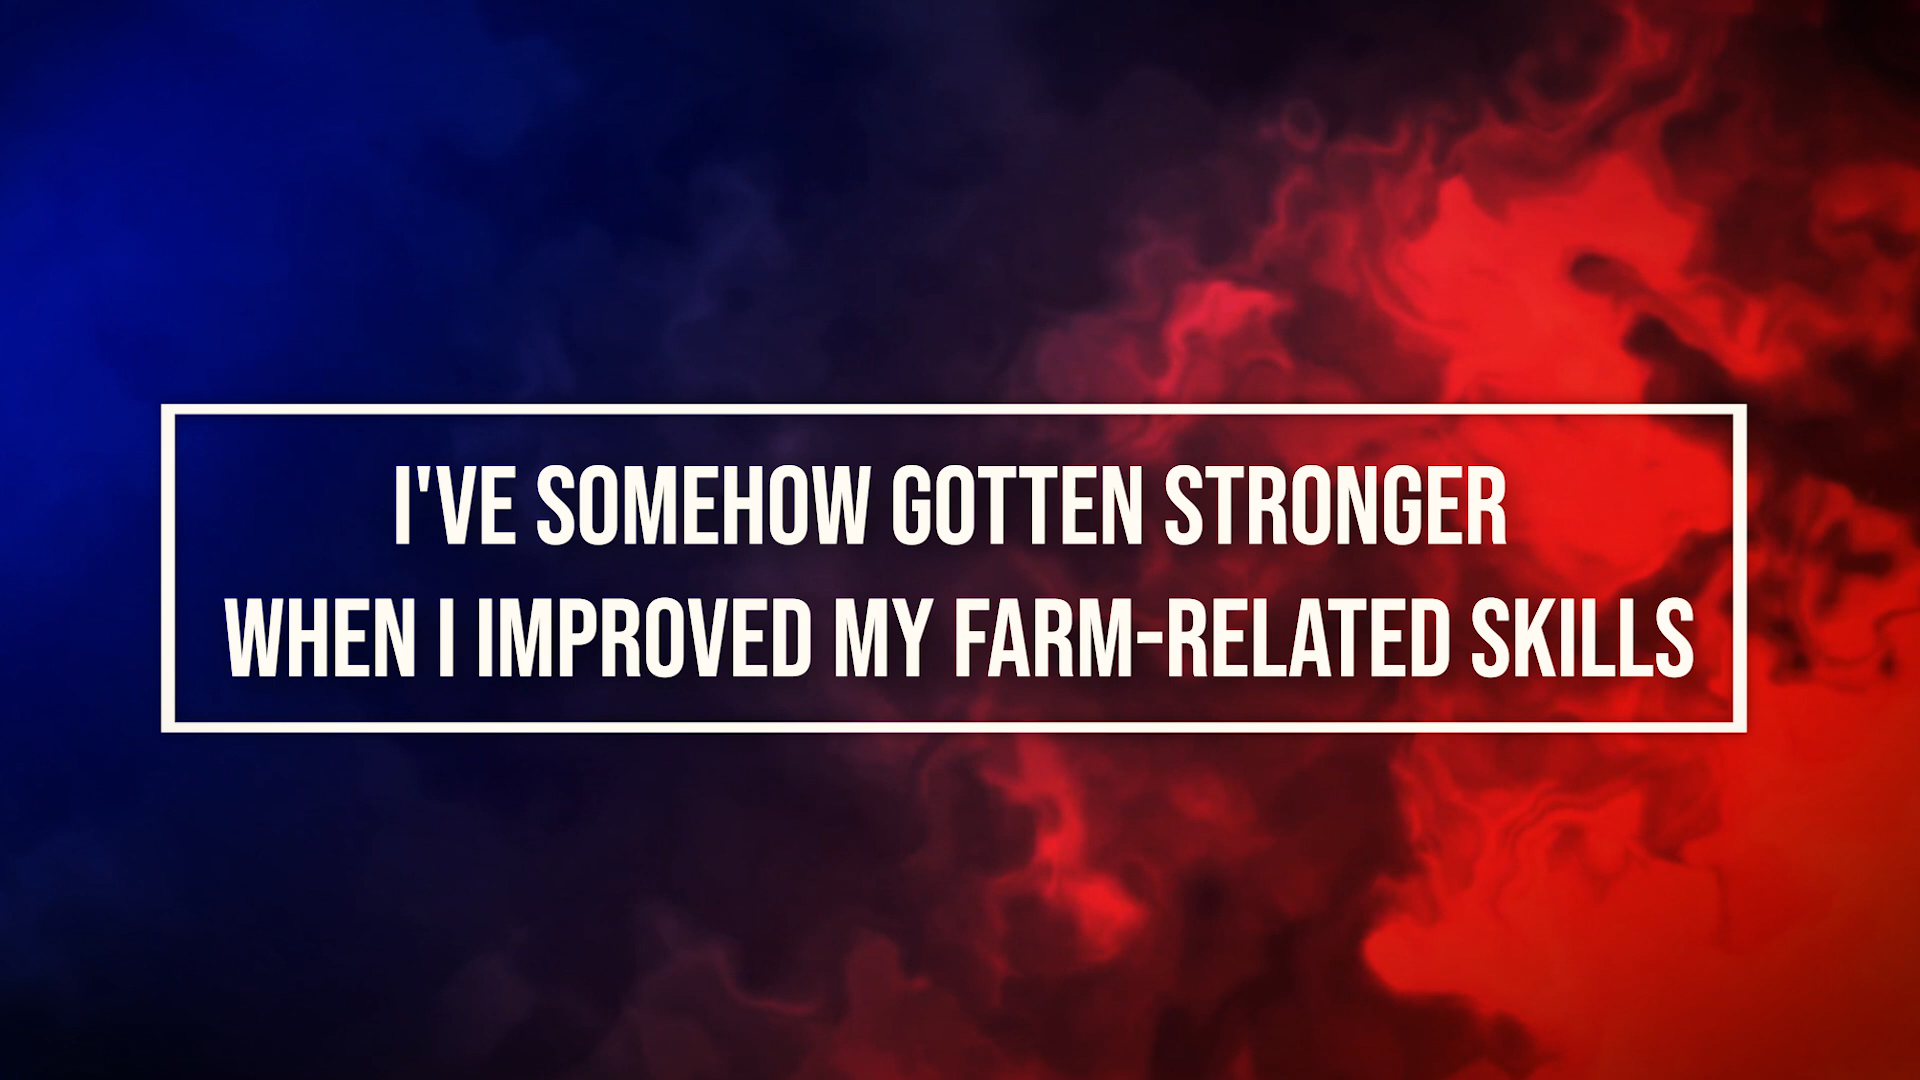 I'VE SOMEHOW GOTTEN STRONGER
WHEN I IMPROVED MY FARM-RELATED SKILLS